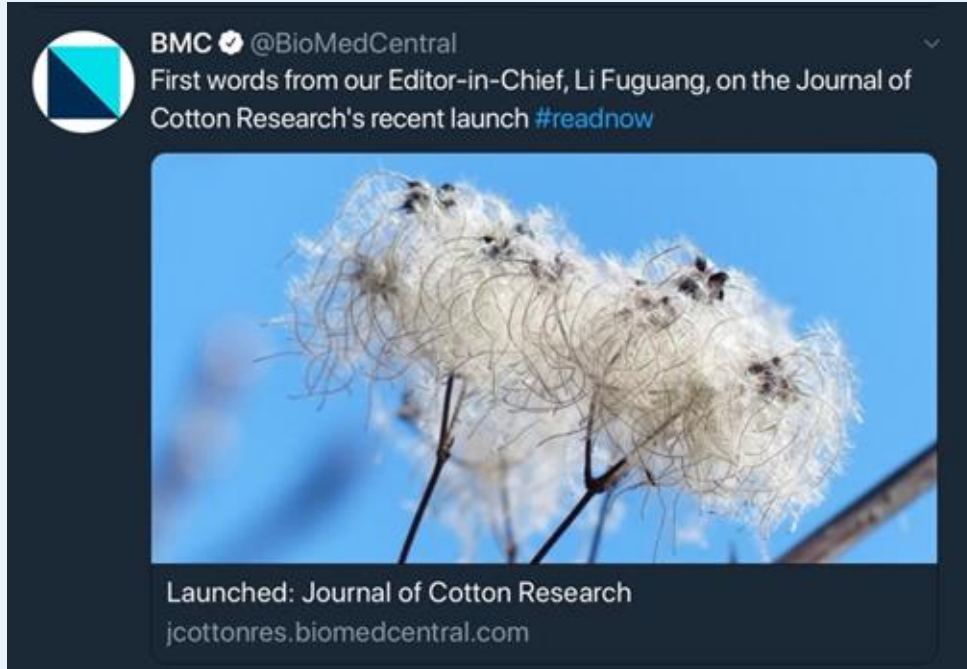 BMC @BioMedCentral
First words from our Editor-in-Chief, Li Fuguang, on the Journal of
Cotton Research's recent launch #readnow
Launched: Journal of Cotton Research
jcottonres.biomedcentral.com